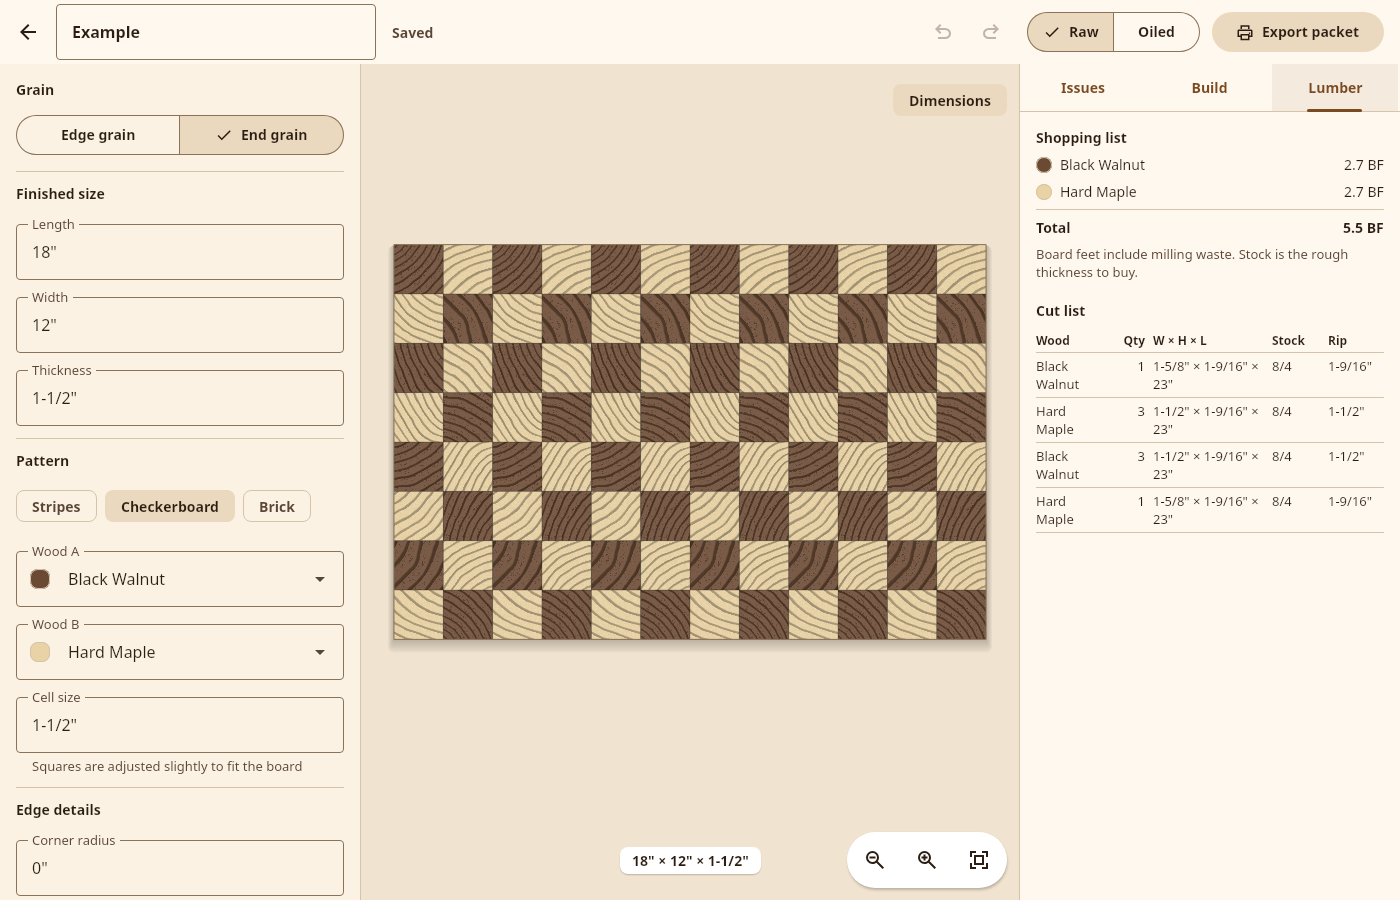 Example
Saved
Raw
Oiled
Export packet
Grain
Edge grain
End grain
Finished size
Length
18"
Width
12"
Thickness
1-1/2"
Pattern
Stripes
Checkerboard
Brick
Wood A
Black Walnut
Wood B
Hard Maple
Cell size
1-1/2"
Squares are adjusted slightly to fit the board
Edge details
Corner radius
0"
Dimensions
18" × 12" × 1-1/2"
Issues
Build
Lumber
Shopping list
Black Walnut 2.7 BF
Hard Maple 2.7 BF
Total 5.5 BF
Board feet include milling waste. Stock is the rough
thickness to buy.
Cut list
Wood Qty W × H × L Stock Rip
Black 1 1-5/8" × 1-9/16" × 8/4 1-9/16"
Walnut 23"
Hard 3 1-1/2" × 1-9/16" × 8/4 1-1/2"
Maple 23"
Black 3 1-1/2" × 1-9/16" × 8/4 1-1/2"
Walnut 23"
Hard 1 1-5/8" × 1-9/16" × 8/4 1-9/16"
Maple 23"